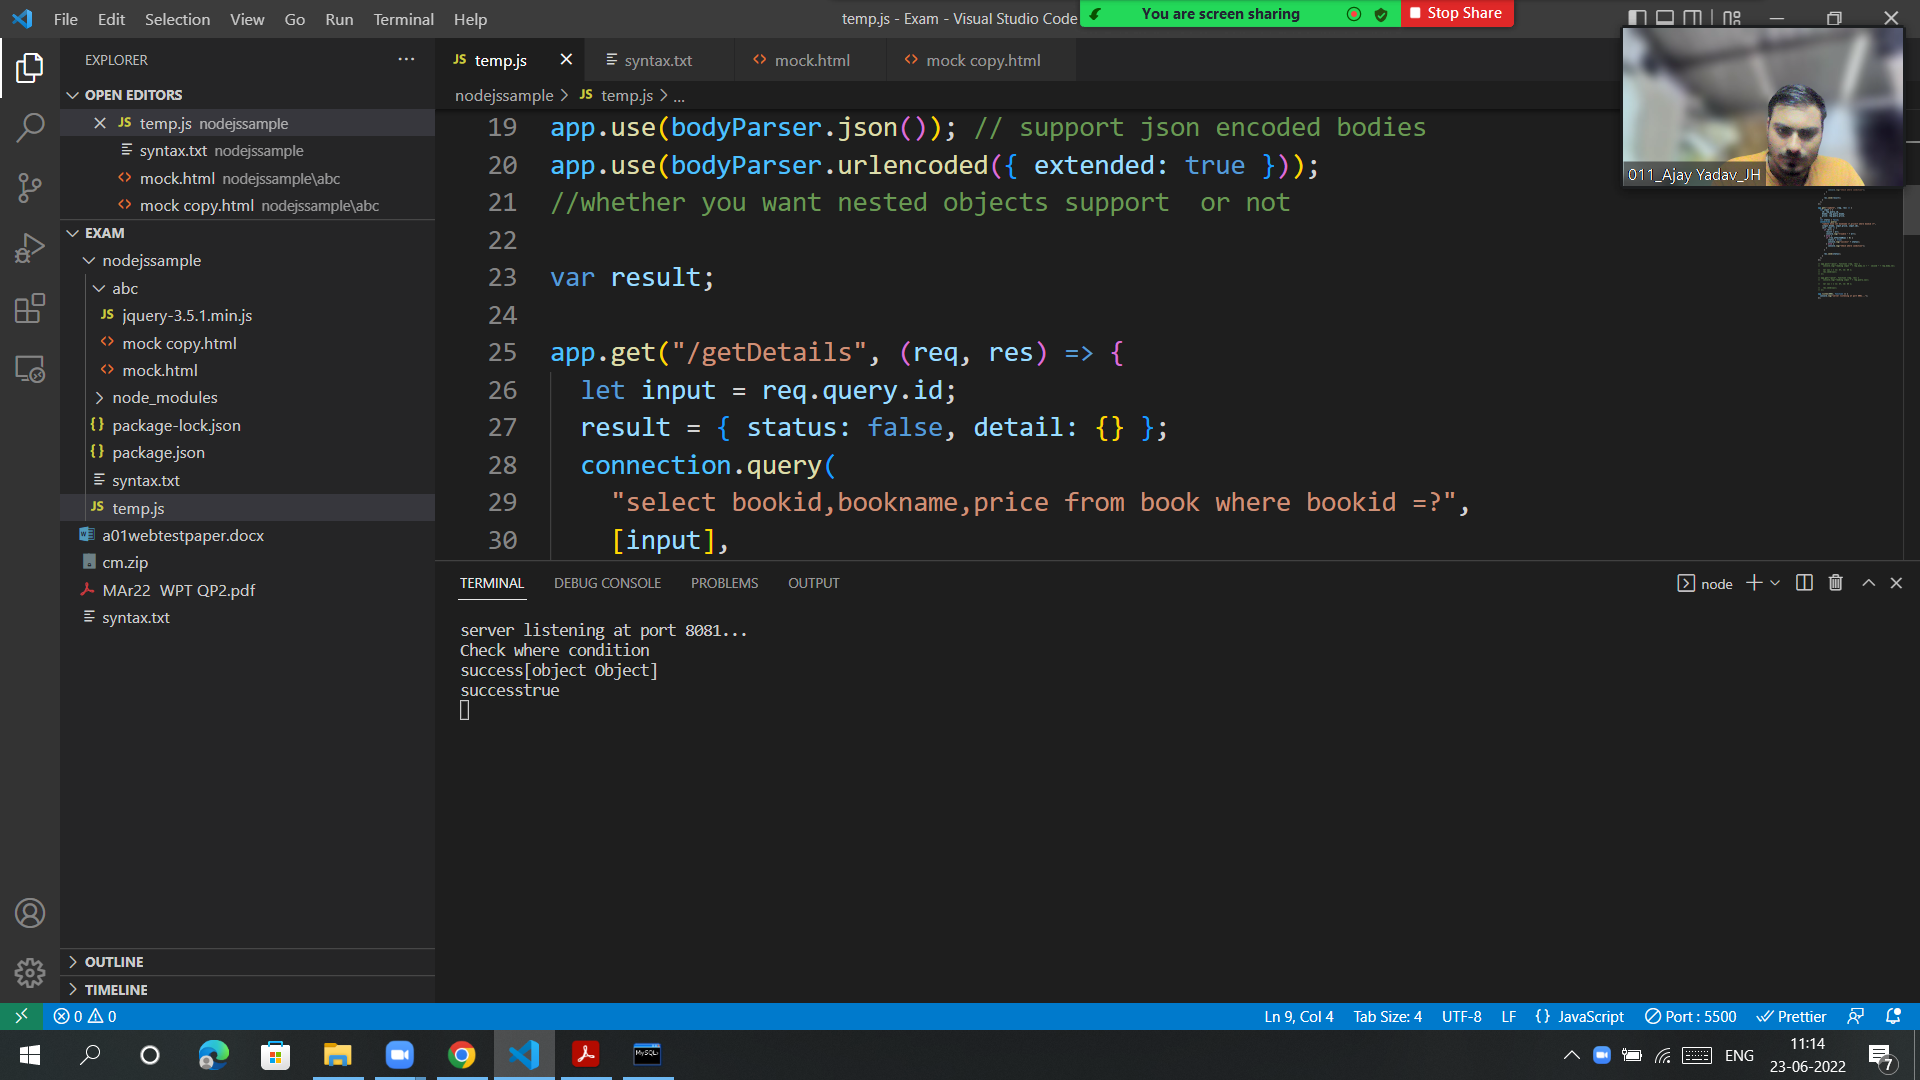 File Edit Selection View Go Run Terminal Help
temp.js - Exam - Visual Studio Code
You are screen sharing
Stop Share
EXPLORER
OPEN EDITORS
temp.js nodejssample
syntax.txt nodejssample
mock.html nodejssample\abc
mock copy.html nodejssample\abc
EXAM
nodejssample
abc
jquery-3.5.1.min.js
mock copy.html
mock.html
node_modules
package-lock.json
package.json
syntax.txt
temp.js
a01webtestpaper.docx
cm.zip
MAr22 WPT QP2.pdf
syntax.txt
OUTLINE
TIMELINE
temp.js syntax.txt mock.html mock copy.html
nodejssample > temp.js > ...
19 app.use(bodyParser.json()); // support json encoded bodies
20 app.use(bodyParser.urlencoded({ extended: true }));
21 //whether you want nested objects support  or not
22
23 var result;
24
25 app.get("/getDetails", (req, res) => {
26 let input = req.query.id;
27 result = { status: false, detail: {} };
28 connection.query(
29 "select bookid,bookname,price from book where bookid =?",
30 [input],
011_Ajay Yadav_JH
TERMINAL DEBUG CONSOLE PROBLEMS OUTPUT
node
server listening at port 8081...
Check where condition
success[object Object]
successtrue
0 0
Ln 9, Col 4 Tab Size: 4 UTF-8 LF {} JavaScript Port : 5500 Prettier
MySQL
ENG
11:14
23-06-2022
7